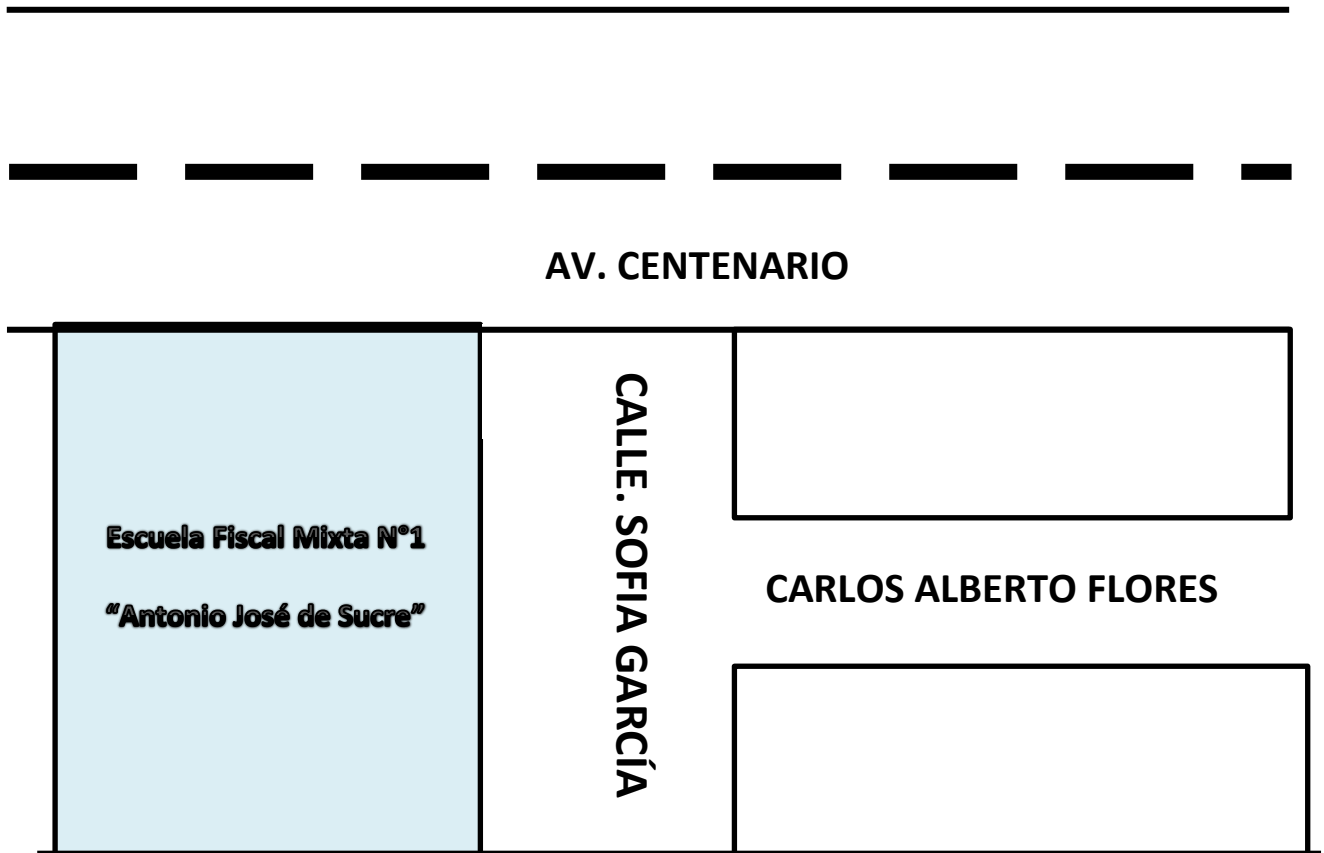 AV. CENTENARIO
Escuela Fiscal Mixta N°1
“Antonio José de Sucre”
CALLE. SOFIA GARCÍA
CARLOS ALBERTO FLORES